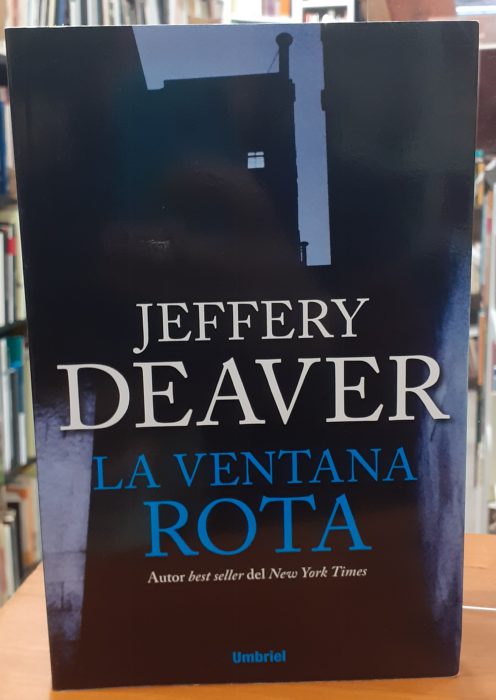 JEFFERY
DEAVER
LA VENTANA
ROTA
Autor best seller del New York Times
Umbriel